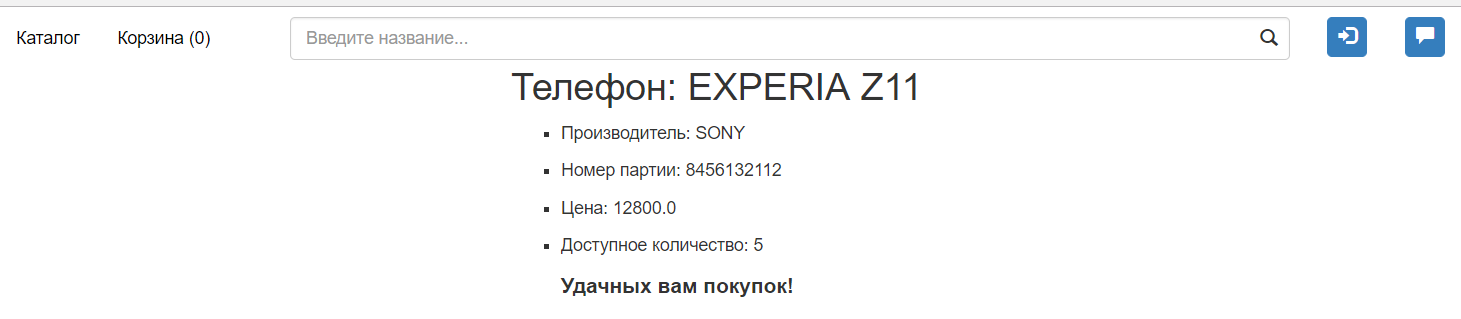 Каталог Корзина (0) Введите название...
Телефон: EXPERIA Z11
Производитель: SONY
Номер партии: 8456132112
Цена: 12800.0
Доступное количество: 5
Удачных вам покупок!